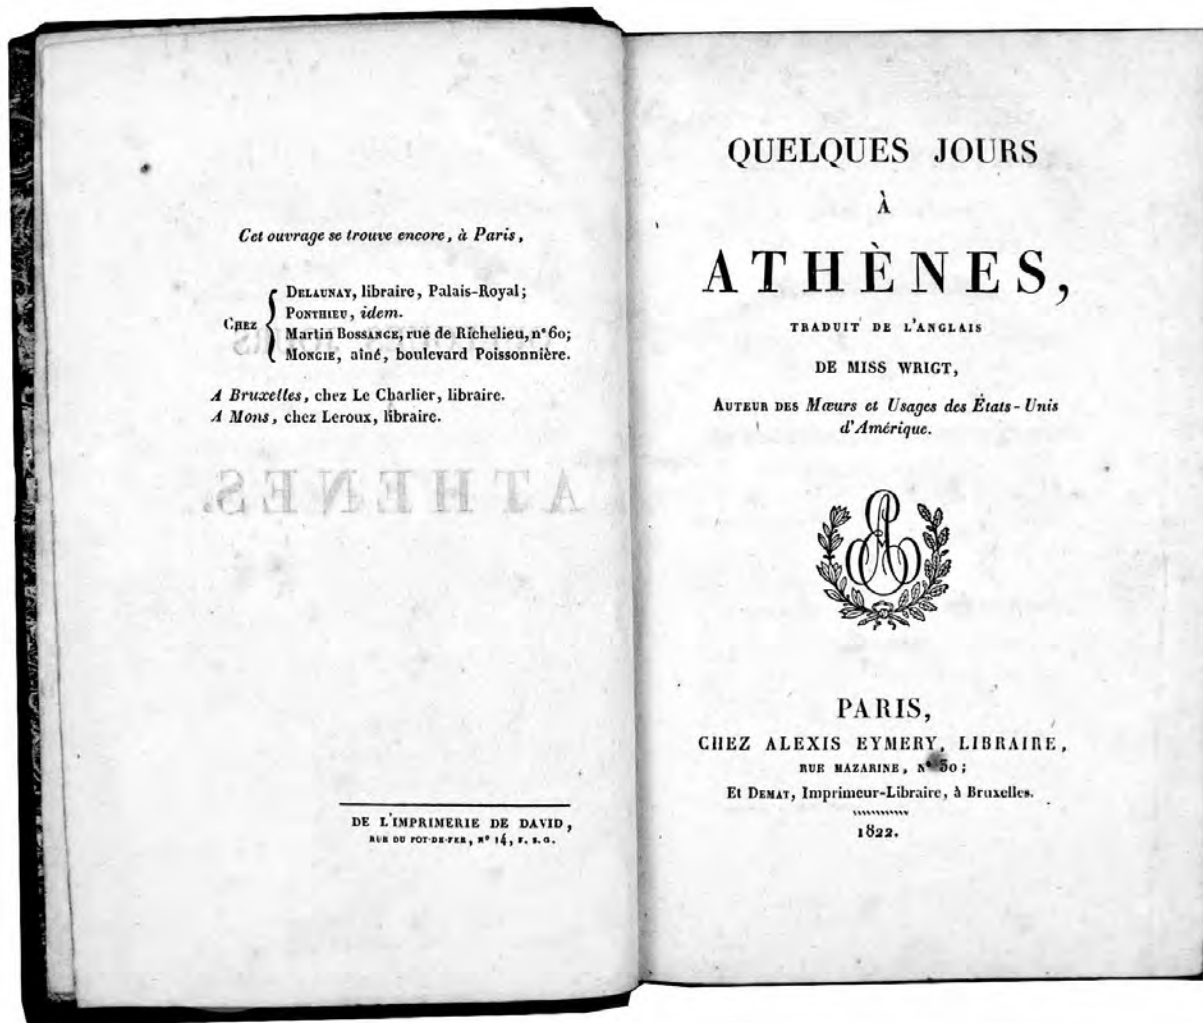 Cet ouvrage se trouve encore, à Paris,
CHEZ
DELAUNAY, libraire, Palais-Royal;
PONTHIEU, idem.
Martin BOSSANGE, rue de Richelieu, n° 60;
MONGIE, aîné, boulevard Poissonnière.
A Bruxelles, chez Le Charlier, libraire.
A Mons, chez Leroux, libraire.
DE L'IMPRIMERIE DE DAVID,
RUE DU POT-DE-FER, N° 14, F. S. G.
QUELQUES JOURS
À
ATHÈNES,
TRADUIT DE L'ANGLAIS
DE MISS WRIGT,
AUTEUR DES Mœurs et Usages des États-Unis
d'Amérique.
AE
PARIS,
CHEZ ALEXIS EYMERY, LIBRAIRE,
RUE MAZARINE, N° 30;
Et DEMAT, Imprimeur-Libraire, à Bruxelles.
1822.